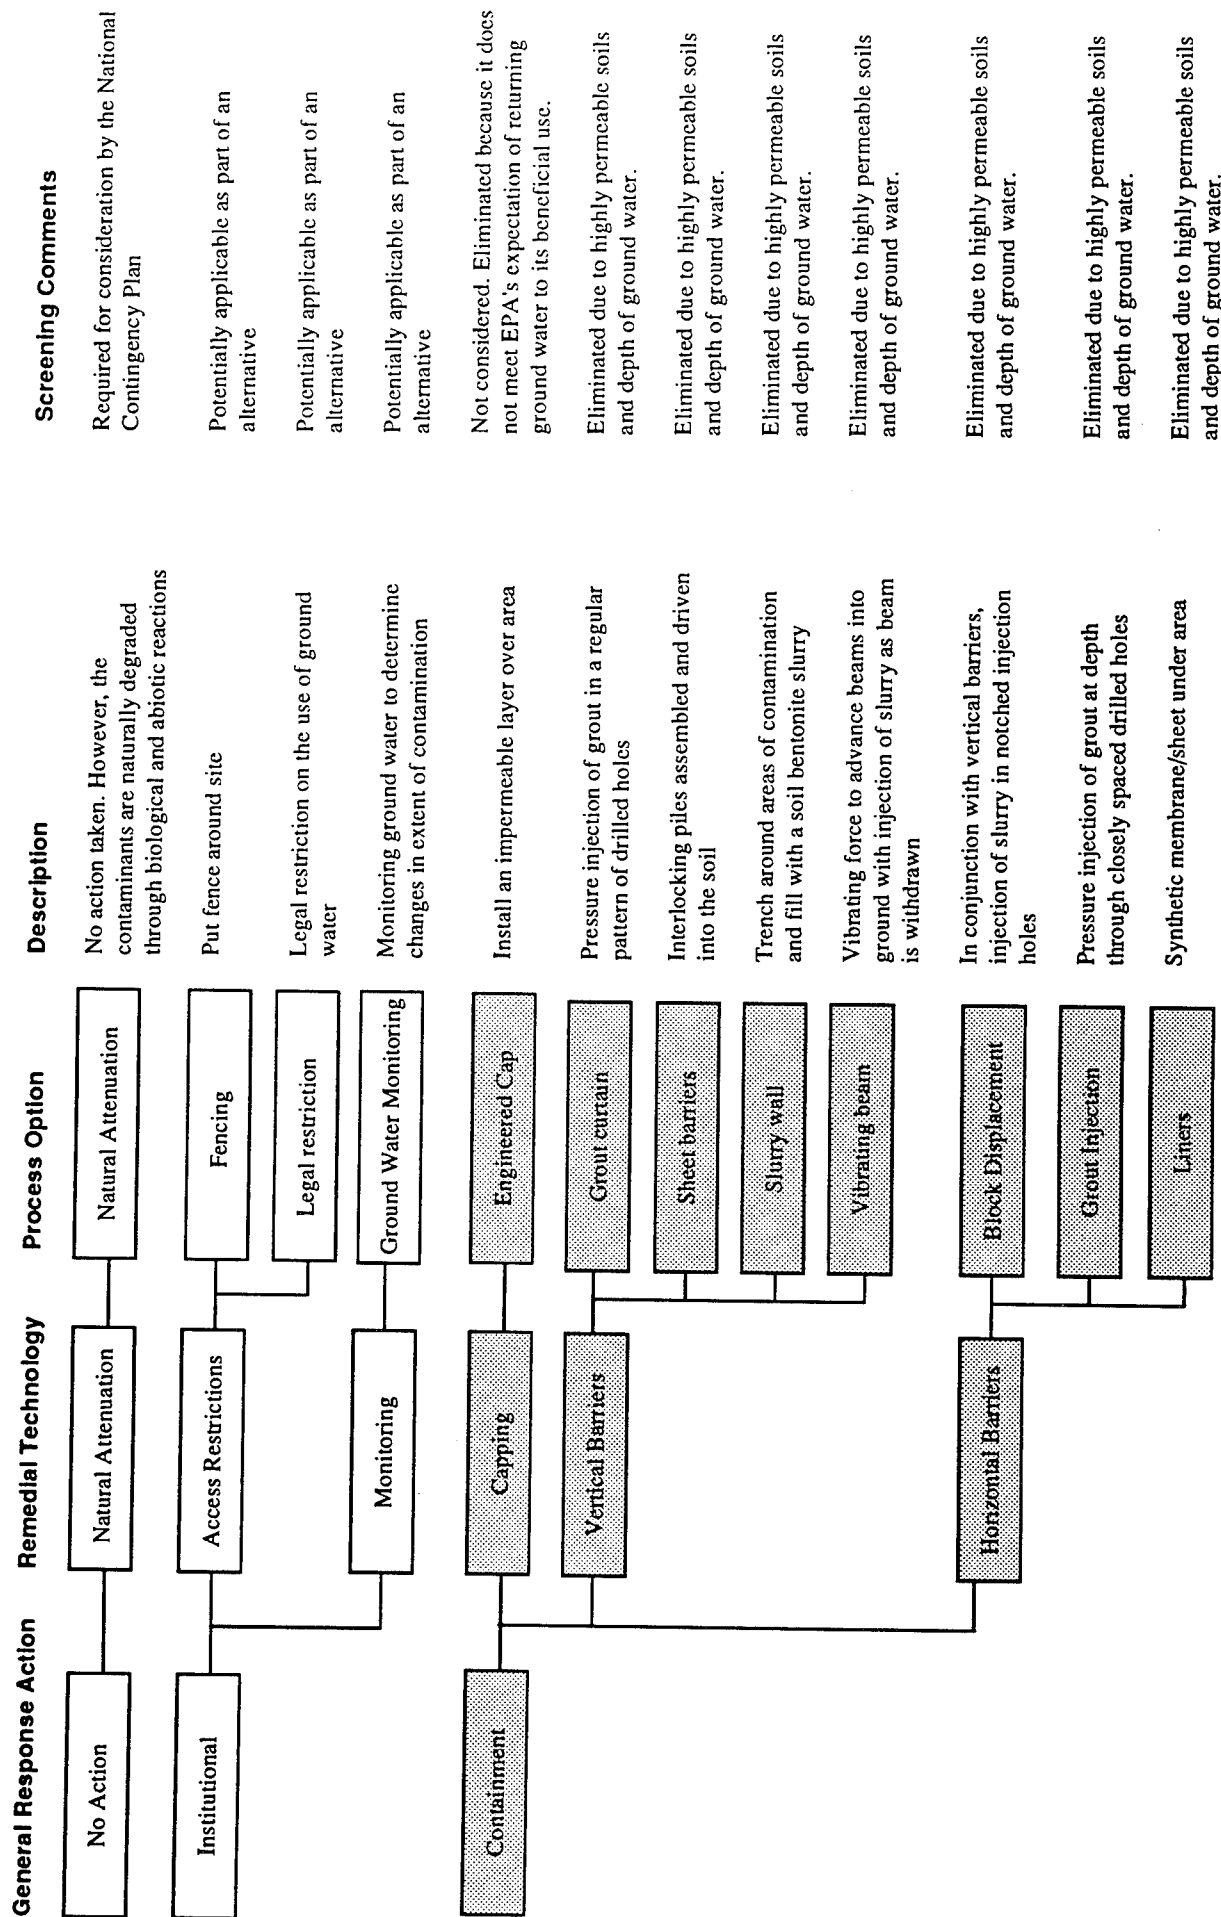 General Response Action
Remedial Technology
Process Option
Description
Screening Comments
No Action
Natural Attenuation
Natural Attenuation
No action taken. However, the
contaminants are naturally degraded
through biological and abiotic reactions
Required for consideration by the National
Contingency Plan
Institutional
Access Restrictions
Fencing
Put fence around site
Potentially applicable as part of an
alternative
Legal restriction
Legal restriction on the use of ground
water
Potentially applicable as part of an
alternative
Monitoring
Ground Water Monitoring
Monitoring ground water to determine
changes in extent of contamination
Potentially applicable as part of an
alternative
Containment
Capping
Engineered Cap
Install an impermeable layer over area
Not considered. Eliminated because it does
not meet EPA's expectation of returning
ground water to its beneficial use.
Vertical Barriers
Grout curtain
Pressure injection of grout in a regular
pattern of drilled holes
Eliminated due to highly permeable soils
and depth of ground water.
Sheet barriers
Interlocking piles assembled and driven
into the soil
Eliminated due to highly permeable soils
and depth of ground water.
Slurry wall
Trench around areas of contamination
and fill with a soil bentonite slurry
Eliminated due to highly permeable soils
and depth of ground water.
Vibrating beam
Vibrating force to advance beams into
ground with injection of slurry as beam
is withdrawn
Eliminated due to highly permeable soils
and depth of ground water.
Horizontal Barriers
Block Displacement
In conjunction with vertical barriers,
injection of slurry in notched injection
holes
Eliminated due to highly permeable soils
and depth of ground water.
Grout Injection
Pressure injection of grout at depth
through closely spaced drilled holes
Eliminated due to highly permeable soils
and depth of ground water.
Liners
Synthetic membrane/sheet under area
Eliminated due to highly permeable soils
and depth of ground water.